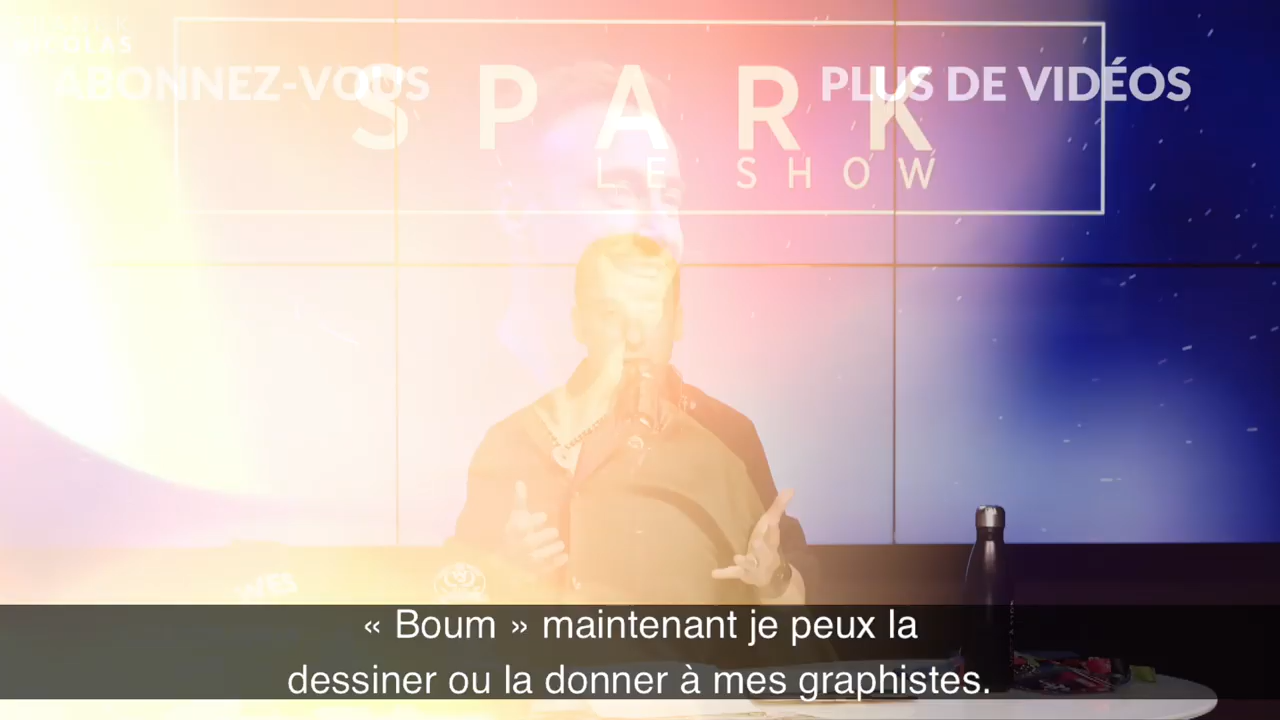 NICOLAS
ABONNEZ-VOUS
PLUS DE VIDÉOS
SPARK
LE SHOW
« Boum » maintenant je peux la
dessiner ou la donner à mes graphistes.